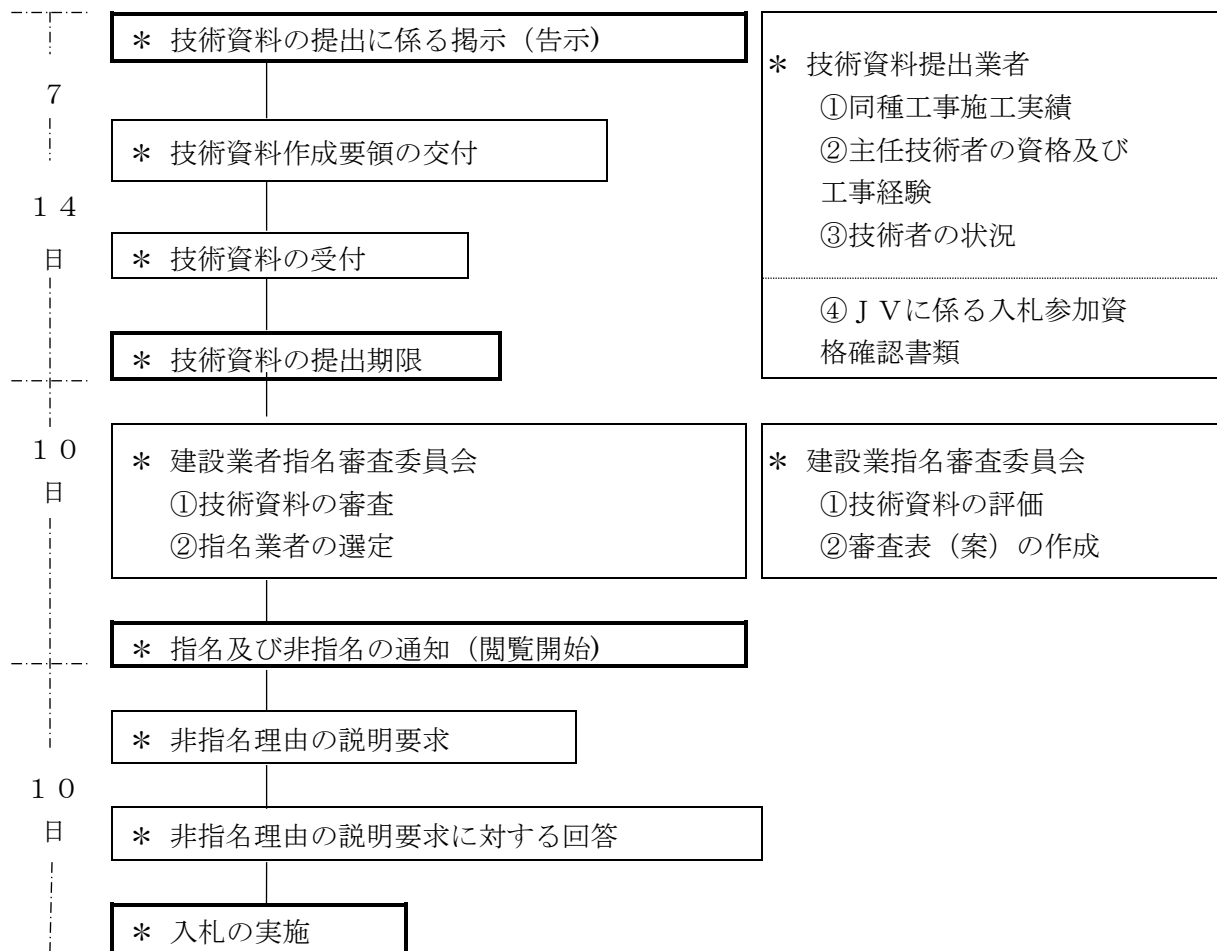 ＊ 技術資料の提出に係る掲示（告示)
７
＊ 技術資料作成要領の交付
１４
日
＊ 技術資料の受付
＊ 技術資料の提出期限
＊ 技術資料提出業者
①同種工事施工実績
②主任技術者の資格及び
工事経験
③技術者の状況
④ＪＶに係る入札参加資
格確認書類
１０
日
＊ 建設業者指名審査委員会
①技術資料の審査
②指名業者の選定
＊ 建設業指名審査委員会
①技術資料の評価
②審査表（案）の作成
＊ 指名及び非指名の通知（閲覧開始)
＊ 非指名理由の説明要求
１０
日
＊ 非指名理由の説明要求に対する回答
＊ 入札の実施